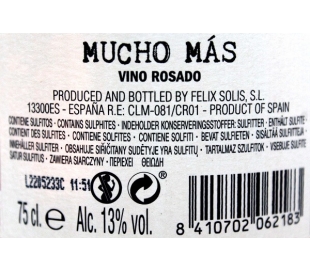 MUCHO MÁS
VINO ROSADO
PRODUCED AND BOTTLED BY FELIX SOLIS, S.L.
13300ES - ESPAÑA R.E: CLM-081/CR01 - PRODUCT OF SPAIN
CONTIENE SULFITOS - CONTAINS SULPHITES - INDEHOLDER KONSERVERINGSSTOFFER SULFITTER - ENTHÄLT SULFITE -
CONTIENT DES SULFITES - CONTIENE SOLFITI - BEVAT SULFIETEN - SISÄLTÄÄ SULFIITTEJA
INNEHÅLLER SULFITER - OBSAHUJE SIŘIČITANY SUDĖTYJE YRA SULFITŲ - TARTALMAZ SZULFITOK - VSEBUJE SULFITE
SULFITUS - ZAWIERA SIARCZYNY - ΠΕΡΙΕΧΕΙ ΘΕΙΩΔΗ
L2205233C 11:51
75 cl. e Alc. 13% vol.
8 410702 062183